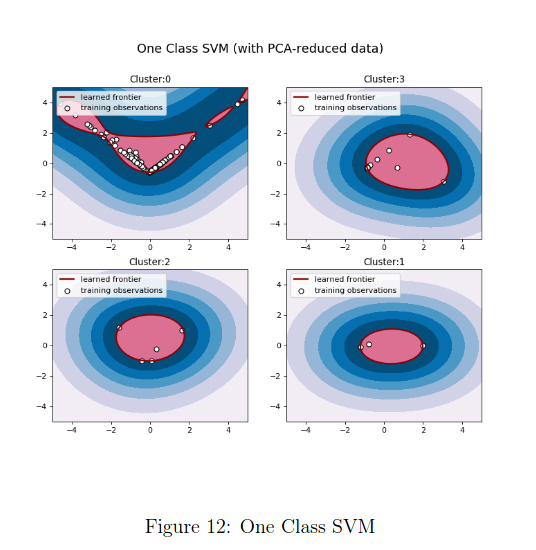 One Class SVM (with PCA-reduced data)
Cluster:0
learned frontier
training observations
4
2
0
−2
−4
−4 −2 0 2 4
Cluster:3
learned frontier
training observations
4
2
0
−2
−4
−4 −2 0 2 4
Cluster:2
learned frontier
training observations
4
2
0
−2
−4
−4 −2 0 2 4
Cluster:1
learned frontier
training observations
4
2
0
−2
−4
−4 −2 0 2 4
Figure 12: One Class SVM